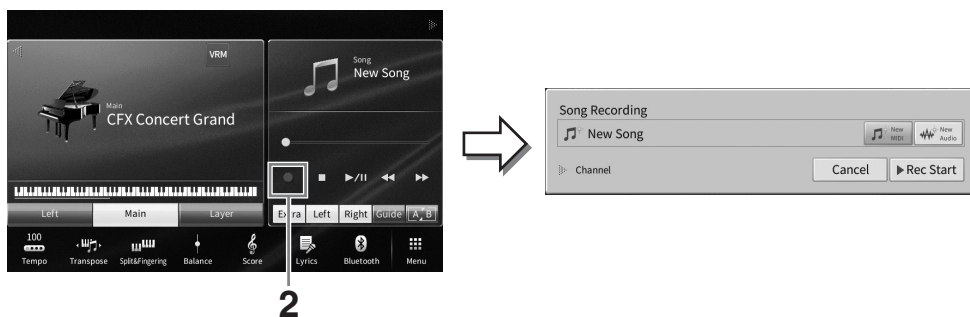 VRM
Main
CFX Concert Grand
Left Main Layer
Song
New Song
Extra Left Right Guide A B
100
Tempo Transpose Split&Fingering Balance Score Lyrics Bluetooth Menu
2
Song Recording
New Song
New MIDI
New Audio
Channel
Cancel
Rec Start